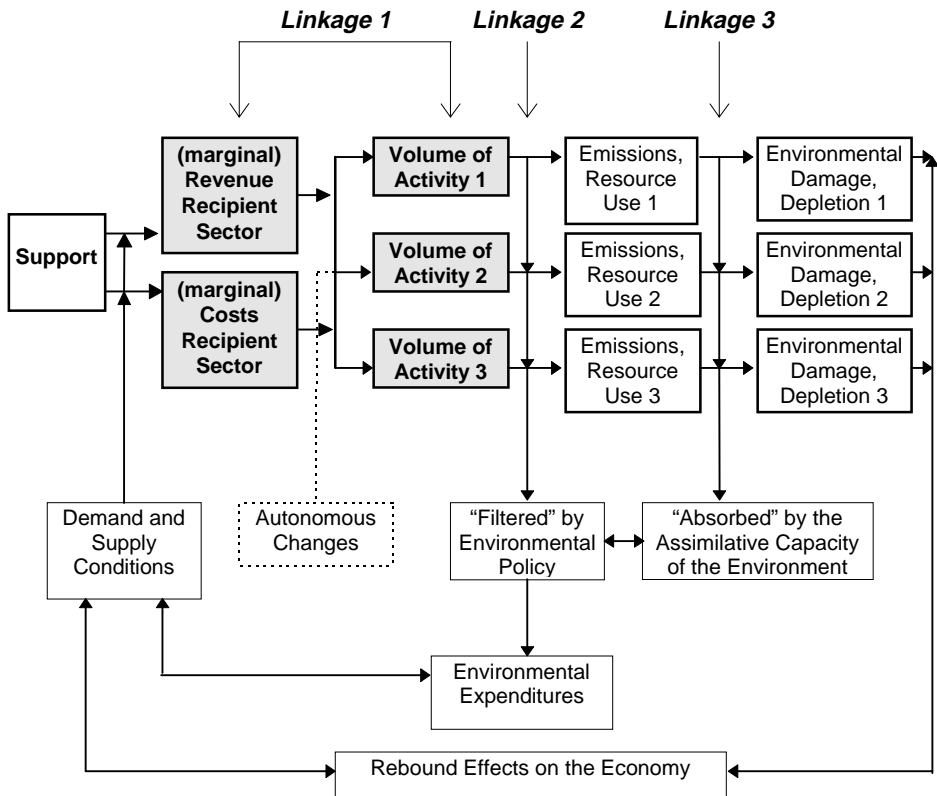 Linkage 1
Linkage 2
Linkage 3
Support
(marginal)
Revenue
Recipient
Sector
(marginal)
Costs
Recipient
Sector
Volume of
Activity 1
Volume of
Activity 2
Volume of
Activity 3
Emissions,
Resource
Use 1
Emissions,
Resource
Use 2
Emissions,
Resource
Use 3
Environmental
Damage,
Depletion 1
Environmental
Damage,
Depletion 2
Environmental
Damage,
Depletion 3
Demand and
Supply
Conditions
Autonomous
Changes
“Filtered” by
Environmental
Policy
“Absorbed” by the
Assimilative Capacity
of the Environment
Environmental
Expenditures
Rebound Effects on the Economy